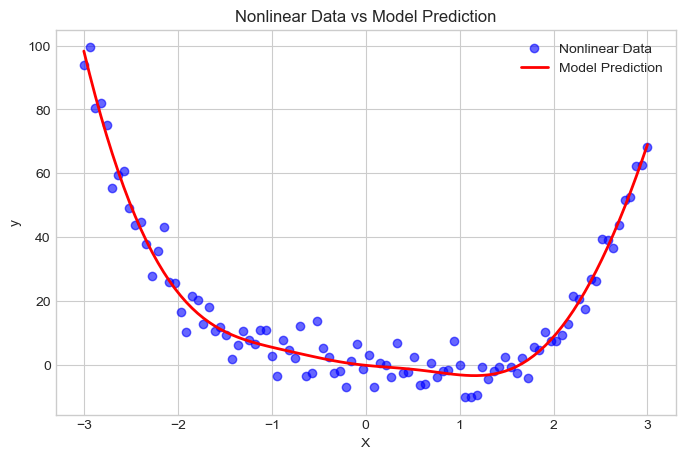 Nonlinear Data vs Model Prediction
Nonlinear Data
Model Prediction
100
80
60
40
20
0
y
−3
−2
−1
0
1
2
3
X